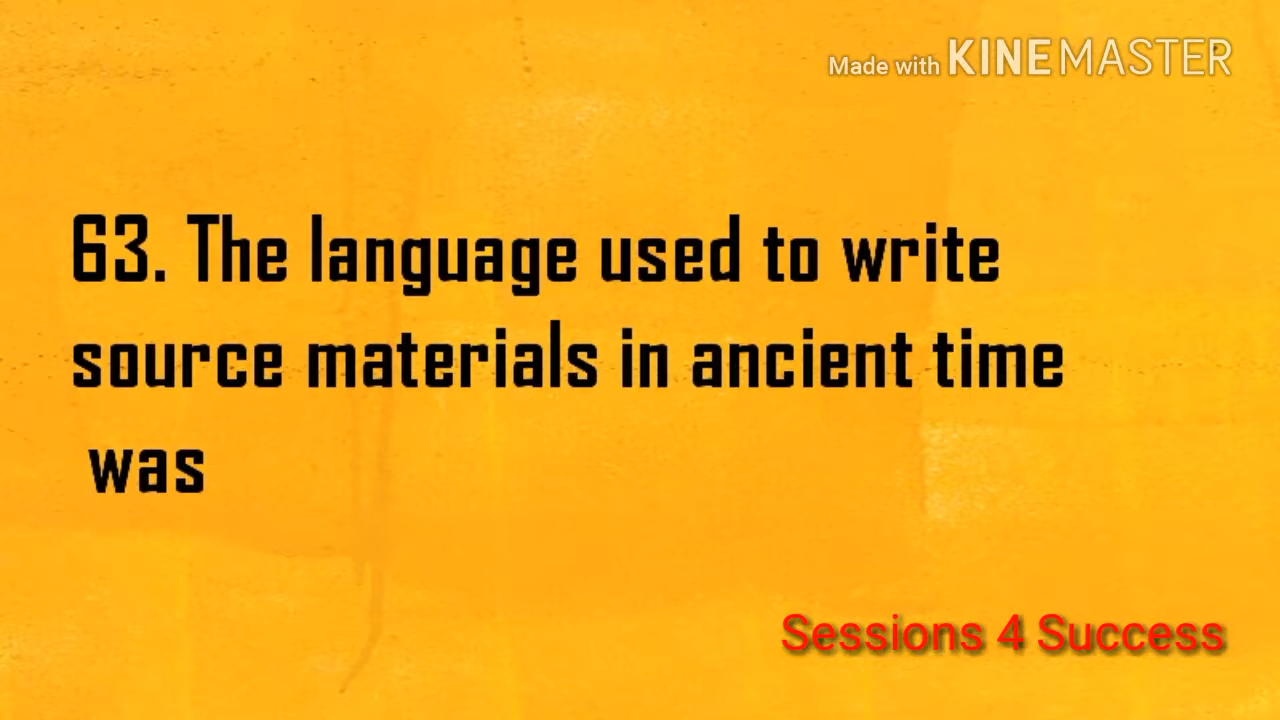 Made with KINEMASTER
63. The language used to write
source materials in ancient time
was
Sessions 4 Success